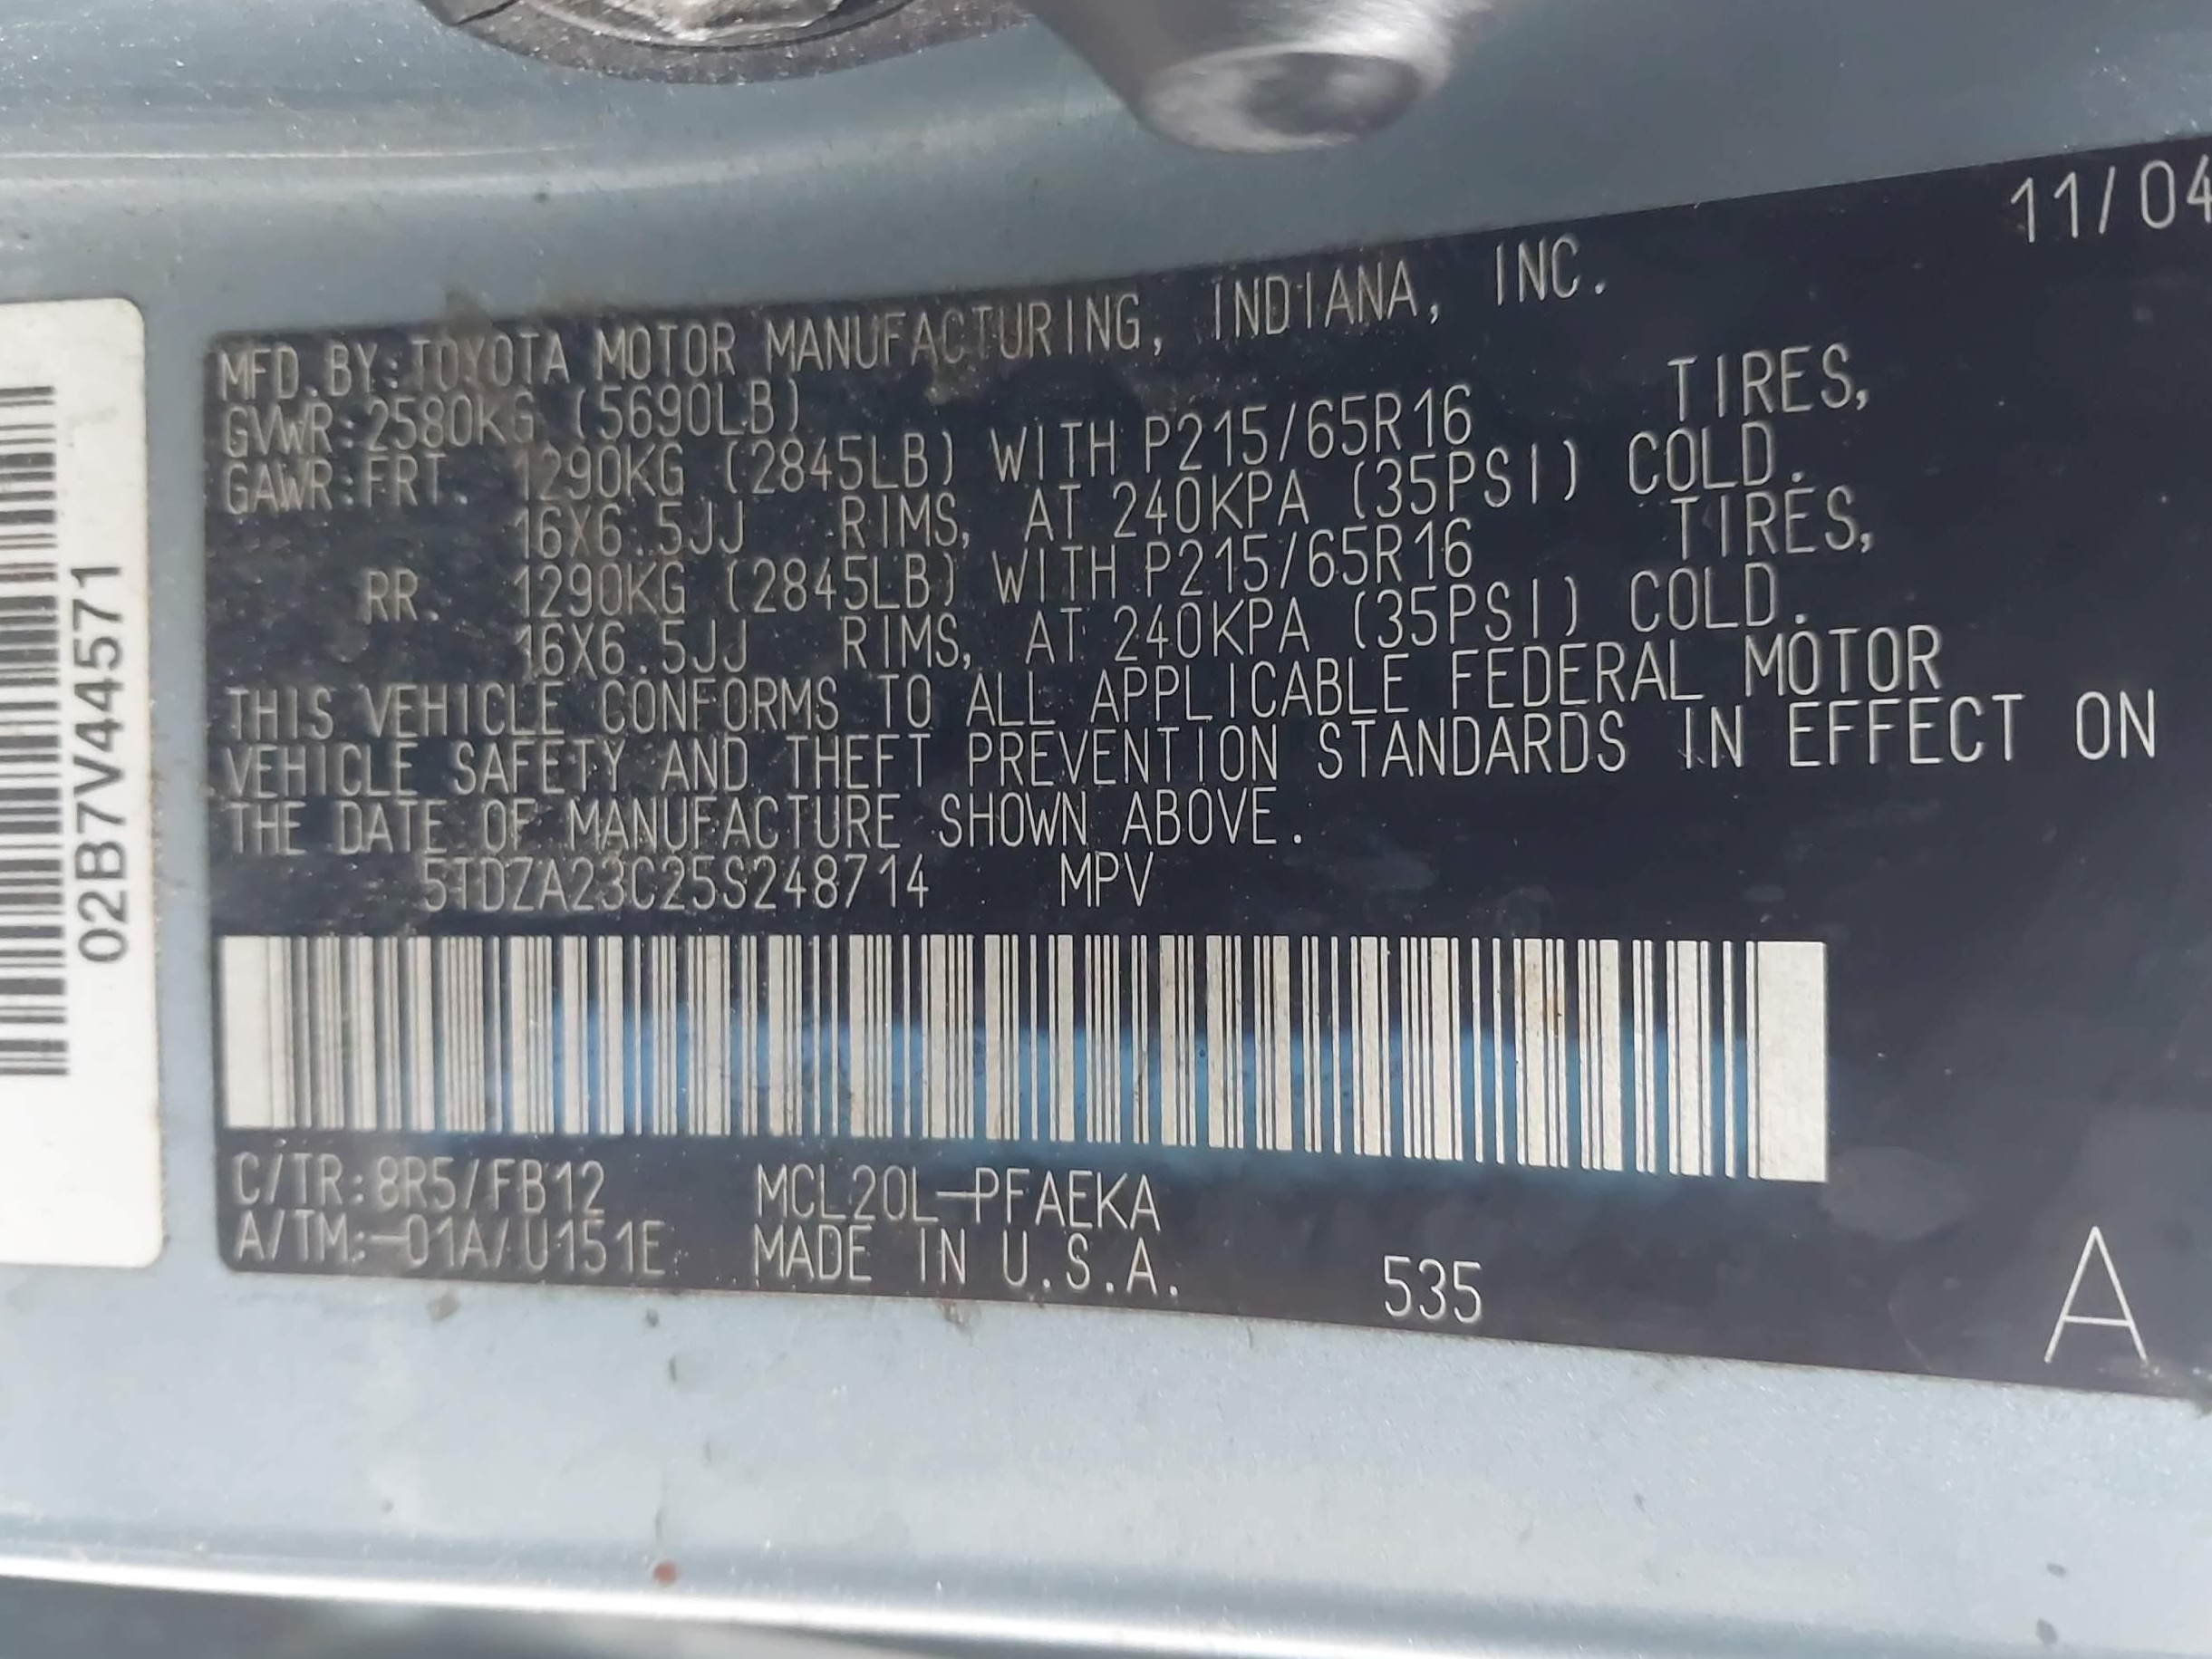 11/04
MFD.BY:TOYOTA MOTOR MANUFACTURING, INDIANA, INC.
GVWR:2580KG (5690LB)
GAWR:FRT. 1290KG (2845LB) WITH P215/65R16 TIRES,
16X6.5JJ RIMS, AT 240KPA (35PSI) COLD.
RR. 1290KG (2845LB) WITH P215/65R16 TIRES,
16X6.5JJ RIMS, AT 240KPA (35PSI) COLD.
THIS VEHICLE CONFORMS TO ALL APPLICABLE FEDERAL MOTOR
VEHICLE SAFETY AND THEFT PREVENTION STANDARDS IN EFFECT ON
THE DATE OF MANUFACTURE SHOWN ABOVE.
5TDZA23C25S248714 MPV
C/TR:8R5/FB12 MCL20L-PFAEKA
A/TM:-01A/U151E MADE IN U.S.A. 535
A
02B7V44571